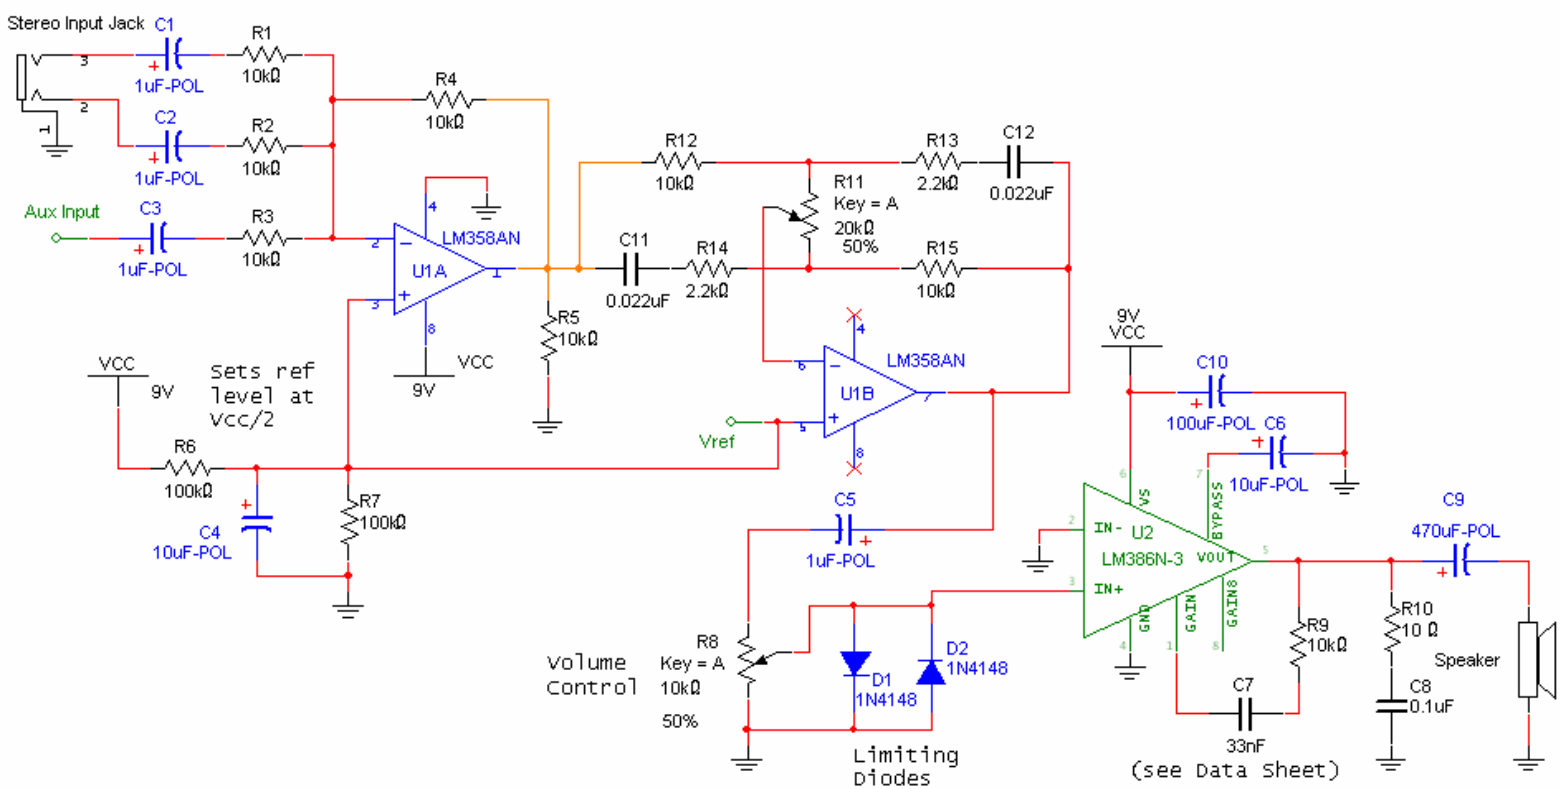 Stereo Input Jack
3
2
1
C1
+
1uF-POL
R1
10kΩ
C2
+
1uF-POL
R2
10kΩ
Aux Input
C3
+
1uF-POL
R3
10kΩ
R4
10kΩ
2
3
4
LM358AN
U1A
−
+
1
8
VCC
9V
R5
10kΩ
VCC
9V
Sets ref
level at
Vcc/2
R6
100kΩ
+
C4
10uF-POL
R7
100kΩ
R12
10kΩ
R11
Key = A
20kΩ
50%
R13
2.2kΩ
C12
0.022uF
C11
0.022uF
R14
2.2kΩ
R15
10kΩ
4
LM358AN
6
−
U1B
7
+
5
8
Vref
C5
+
1uF-POL
Volume
Control
R8
Key = A
10kΩ
50%
D1
1N4148
D2
1N4148
Limiting
Diodes
9V
VCC
C10
+
100uF-POL
C6
+
10uF-POL
6
VS
7
BYPASS
2
IN-
U2
LM386N-3
VOUT
5
3
IN+
GND
4
GAIN
1
GAIN8
8
C9
470uF-POL
+
R9
10kΩ
R10
10 Ω
C7
33nF
C8
0.1uF
Speaker
(see Data Sheet)